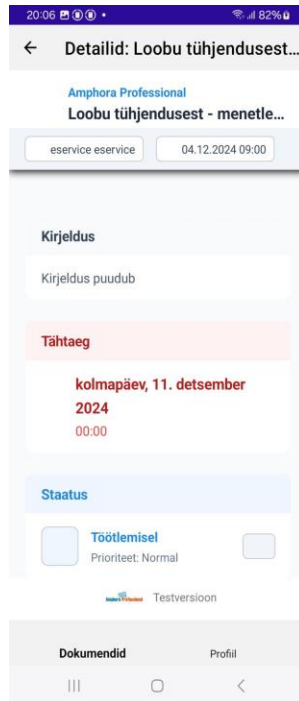 20:06 82%
Detailid: Loobu tühjendusest...
Amphora Professional
Loobu tühjendusest - menetle...
eservice eservice 04.12.2024 09:00
Kirjeldus
Kirjeldus puudub
Tähtaeg
kolmapäev, 11. detsember
2024
00:00
Staatus
Töötlemisel
Prioriteet: Normal
Testversioon
Dokumendid Profiil